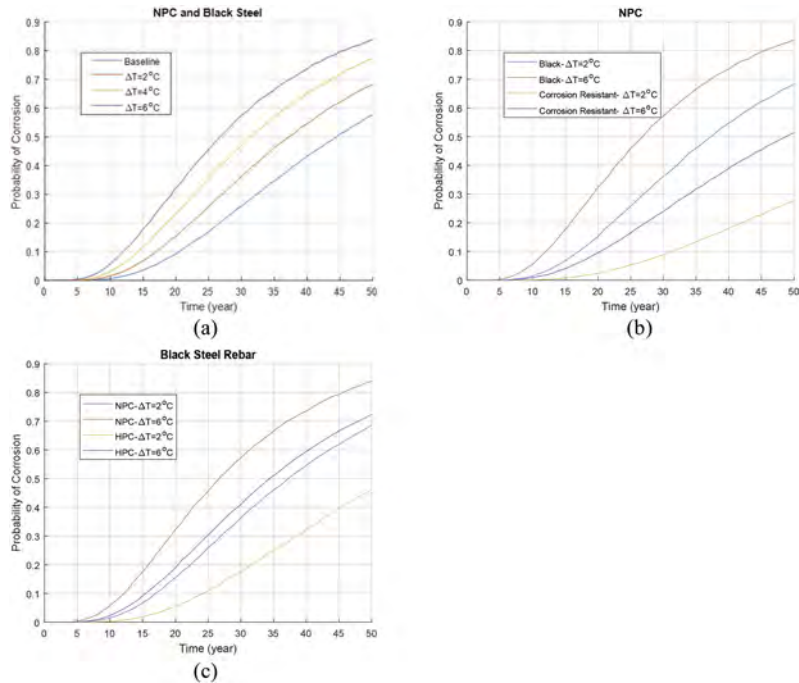 NPC and Black Steel
Probability of Corrosion
0.9
0.8
0.7
0.6
0.5
0.4
0.3
0.2
0.1
0
Baseline
ΔT=2°C
ΔT=4°C
ΔT=6°C
0 5 10 15 20 25 30 35 40 45 50
Time (year)
(a)
NPC
Probability of Corrosion
0.9
0.8
0.7
0.6
0.5
0.4
0.3
0.2
0.1
0
Black- ΔT=2°C
Black- ΔT=6°C
Corrosion Resistant- ΔT=2°C
Corrosion Resistant- ΔT=6°C
0 5 10 15 20 25 30 35 40 45 50
Time (year)
(b)
Black Steel Rebar
Probability of Corrosion
0.9
0.8
0.7
0.6
0.5
0.4
0.3
0.2
0.1
0
NPC-ΔT=2°C
NPC-ΔT=6°C
HPC-ΔT=2°C
HPC-ΔT=6°C
0 5 10 15 20 25 30 35 40 45 50
Time (year)
(c)